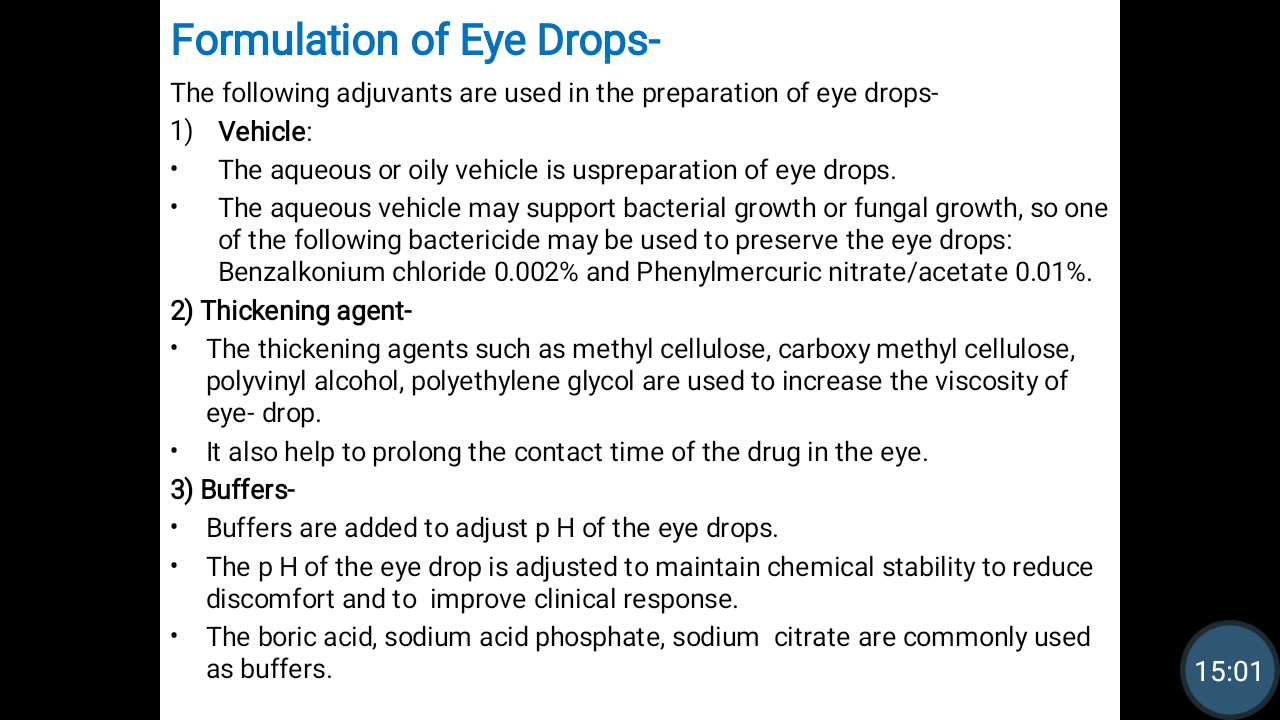 Formulation of Eye Drops-
The following adjuvants are used in the preparation of eye drops-
1) Vehicle:
• The aqueous or oily vehicle is uspreparation of eye drops.
• The aqueous vehicle may support bacterial growth or fungal growth, so one
of the following bactericide may be used to preserve the eye drops:
Benzalkonium chloride 0.002% and Phenylmercuric nitrate/acetate 0.01%.
2) Thickening agent-
• The thickening agents such as methyl cellulose, carboxy methyl cellulose,
polyvinyl alcohol, polyethylene glycol are used to increase the viscosity of
eye- drop.
• It also help to prolong the contact time of the drug in the eye.
3) Buffers-
• Buffers are added to adjust p H of the eye drops.
• The p H of the eye drop is adjusted to maintain chemical stability to reduce
discomfort and to  improve clinical response.
• The boric acid, sodium acid phosphate, sodium  citrate are commonly used
as buffers.
15:01